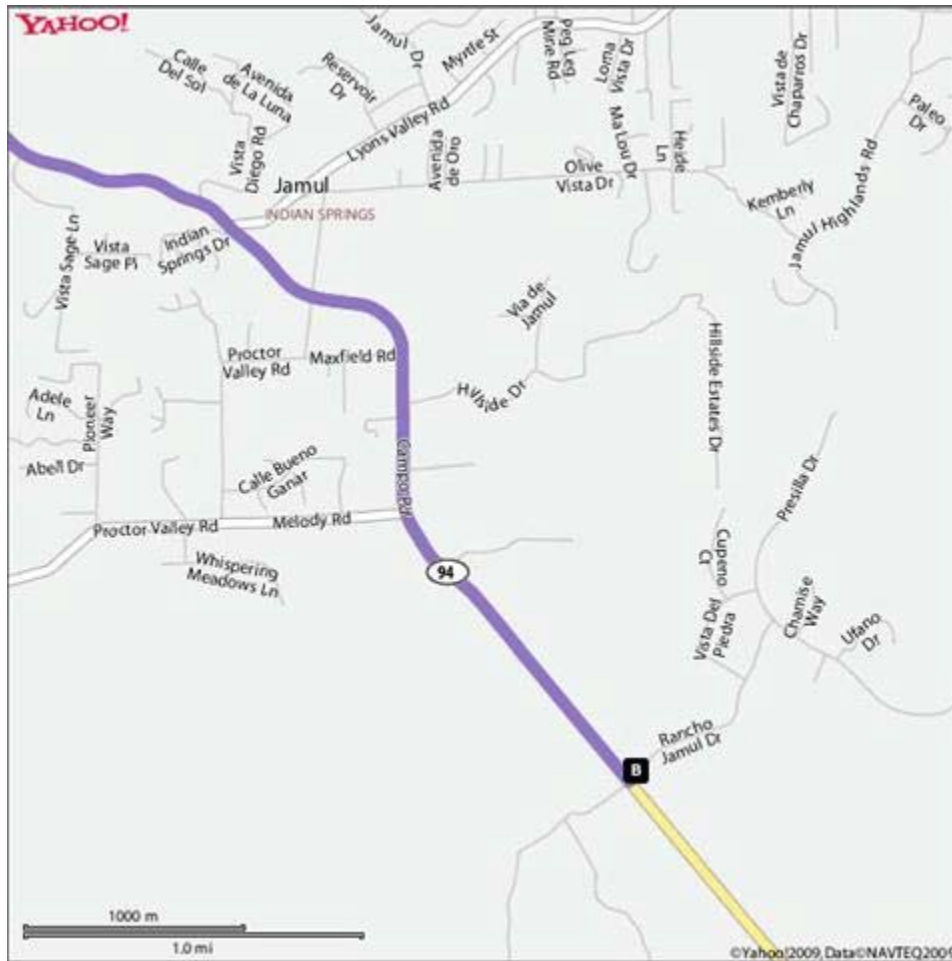 YAHOO!
Jamul Dr
Myrtle St
Peg Leg
Mine Rd
Loma
Vista Dr
Vista de
Chaparros Dr
Calle
Del Sol
Avenida
de La Luna
Reservoir
Dr
Paleo
Dr
Lyons Valley Rd
Ma Lou Dr
Heide
Ln
Vista
Diego Rd
Avenida
de Oro
Olive
Vista Dr
Jamul
Kemberly
Ln
Jamul Highlands Rd
INDIAN SPRINGS
Indian
Springs Dr
Vista Sage Ln
Vista
Sage Pl
Via de
Jamul
Proctor
Valley Rd
Maxfield Rd
Hillside Dr
Hillside Estates Dr
Adele
Ln
Pioneer
Way
Abell Dr
Calle Bueno
Ganar
Campo Rd
Presilla Dr
Proctor Valley Rd
Melody Rd
Whispering
Meadows Ln
94
Cupeno
Ct
Chamise
Way
Vista Del
Piedra
Ufano
Dr
Rancho
Jamul Dr
B
1000 m
1.0 mi
©Yahoo!2009, Data©NAVTEQ2009